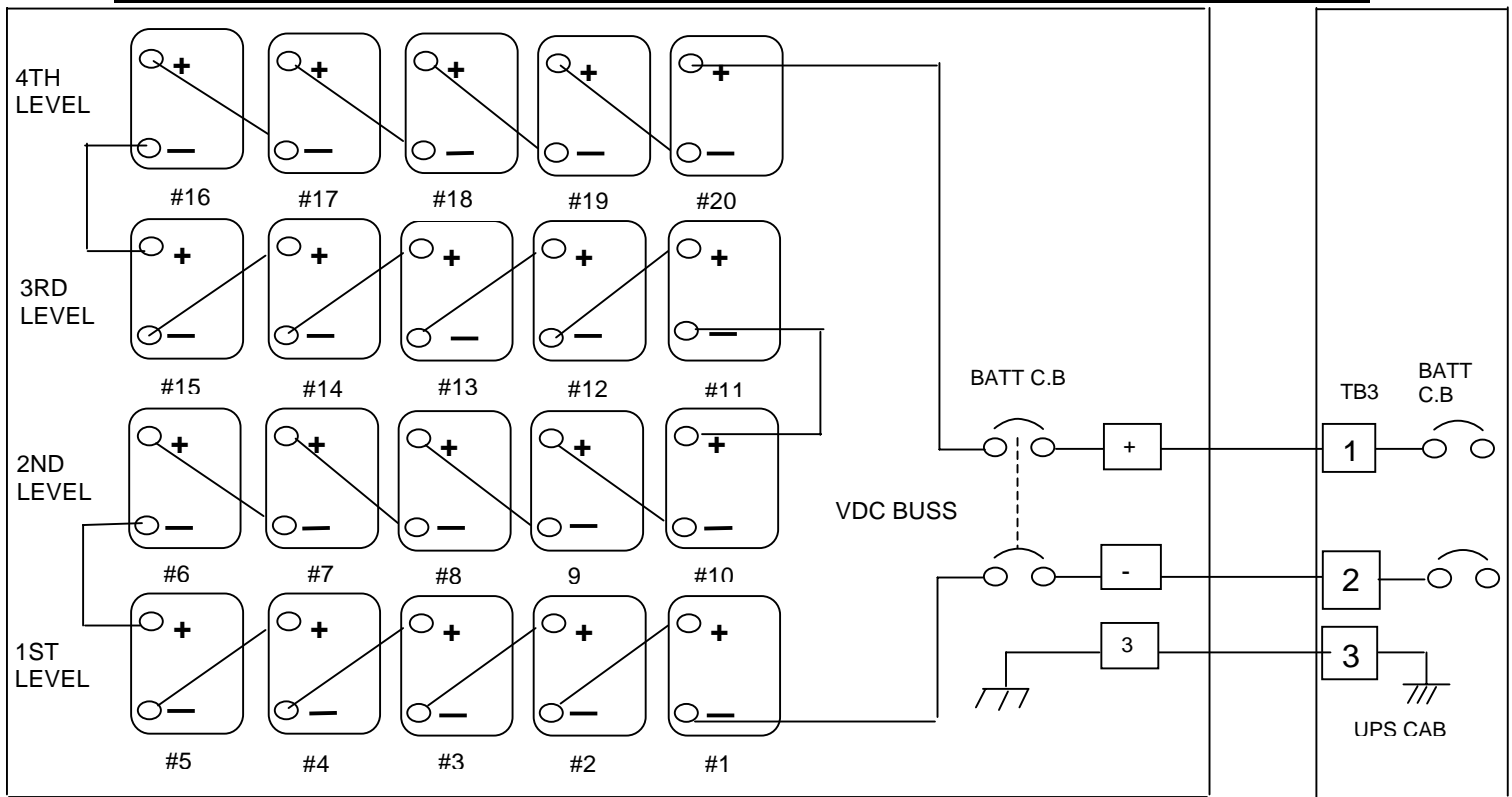 4TH
LEVEL
+ + + + +
— — — — —
#16 #17 #18 #19 #20
3RD
LEVEL
+ + + + +
— — — — —
#15 #14 #13 #12 #11
2ND
LEVEL
+ + + + +
— — — — —
#6 #7 #8 9 #10
1ST
LEVEL
+ + + + +
— — — — —
#5 #4 #3 #2 #1
BATT C.B
VDC BUSS
+
-
3
TB3
BATT
C.B
1
2
3
UPS CAB